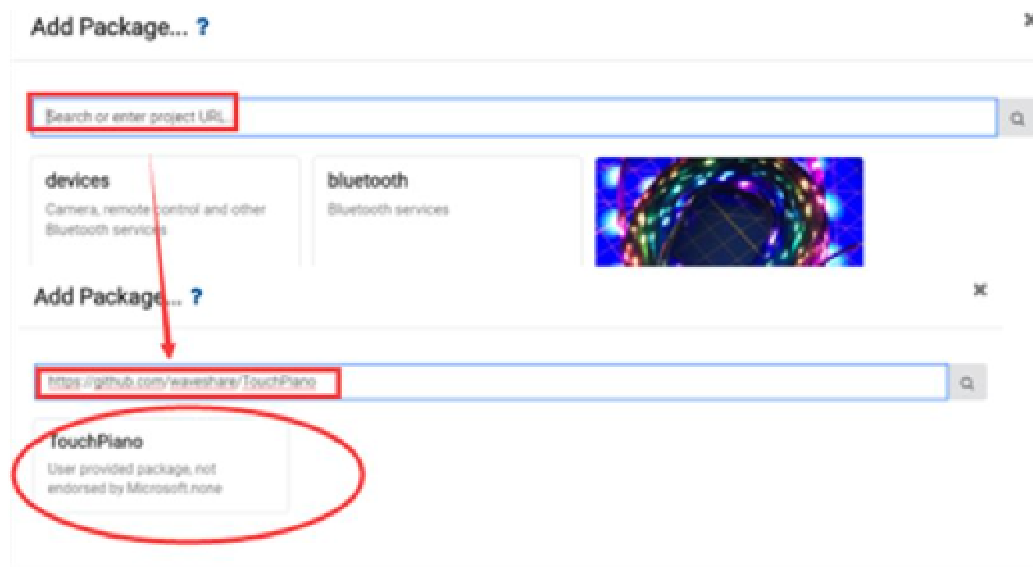 Add Package... ?
Search or enter project URL...
devices
Camera, remote control and other
Bluetooth services
bluetooth
Bluetooth services
Add Package... ?
https://github.com/waveshare/TouchPiano
TouchPiano
User provided package, not
endorsed by Microsoft.none